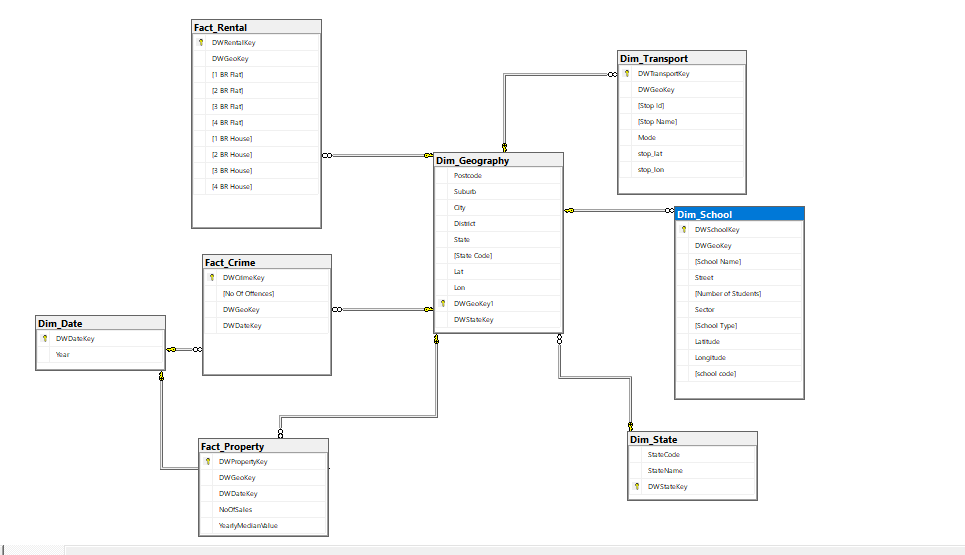 Fact_Rental
DWRentalKey
DWGeoKey
[1 BR Flat]
[2 BR Flat]
[3 BR Flat]
[4 BR Flat]
[1 BR House]
[2 BR House]
[3 BR House]
[4 BR House]
Dim_Transport
DWTransportKey
DWGeoKey
[Stop Id]
[Stop Name]
Mode
stop_lat
stop_lon
Dim_Geography
Postcode
Suburb
City
District
State
[State Code]
Lat
Lon
DWGeoKey1
DWStateKey
Dim_School
DWSchoolKey
DWGeoKey
[School Name]
Street
[Number of Students]
Sector
[School Type]
Latitude
Longitude
[school code]
Fact_Crime
DWCrimeKey
[No Of Offences]
DWGeoKey
DWDateKey
Dim_Date
DWDateKey
Year
Fact_Property
DWPropertyKey
DWGeoKey
DWDateKey
NoOfSales
YearlyMedianValue
Dim_State
StateCode
StateName
DWStateKey